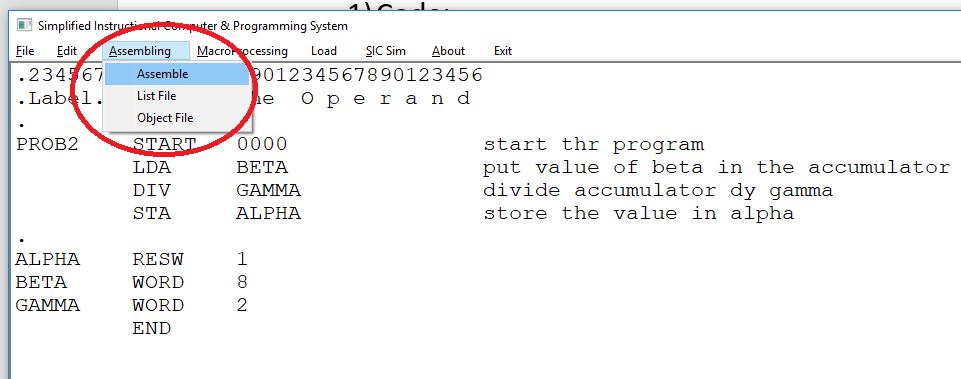 1\Code:
Simplified Instructional Computer & Programming System
File Edit Assembling MacroProcessing Load SIC Sim About Exit
Assemble
List File
Object File
.234567 901234567890123456
.Label. he O p e r a n d
.
PROB2 START 0000 start thr program
LDA BETA put value of beta in the accumulator
DIV GAMMA divide accumulator dy gamma
STA ALPHA store the value in alpha
.
ALPHA RESW 1
BETA WORD 8
GAMMA WORD 2
END